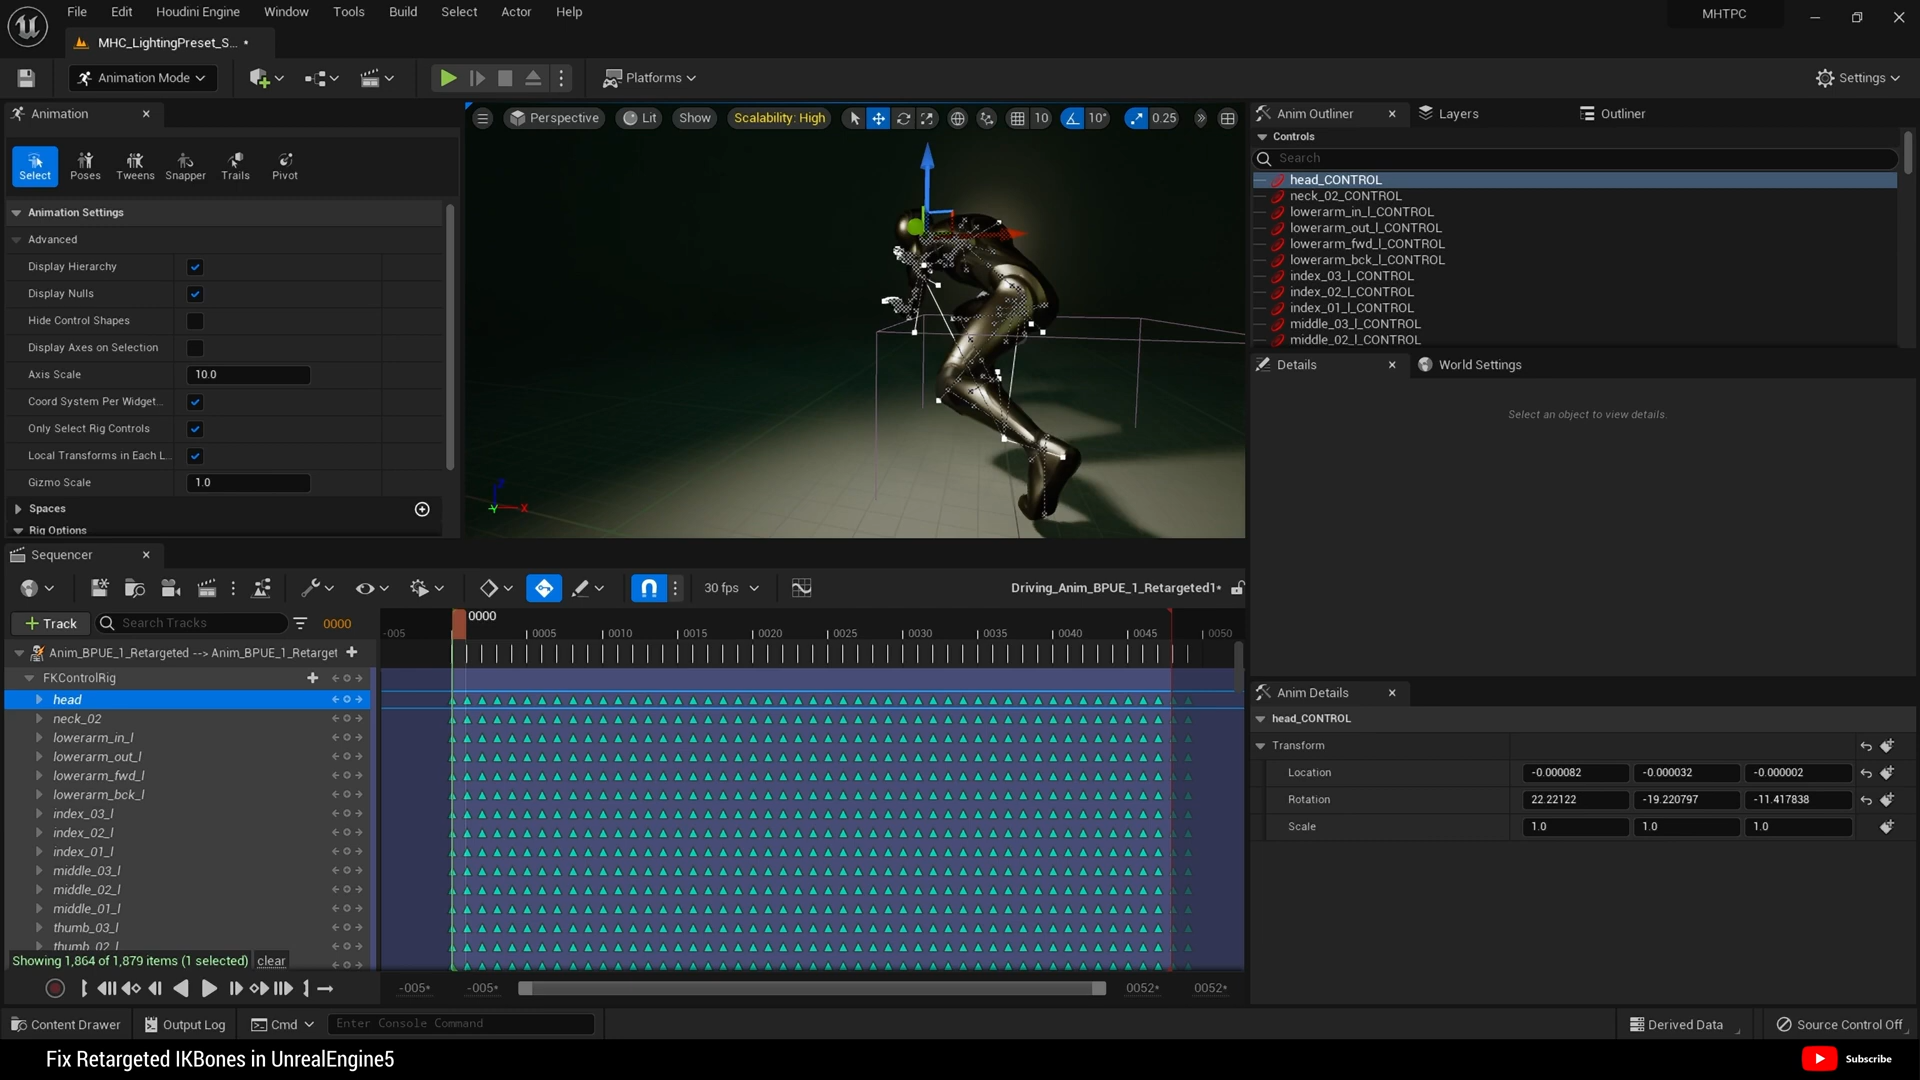 File Edit Houdini Engine Window Tools Build Select Actor Help
MHTPC
MHC_LightingPreset_S... •
Animation Mode
Platforms
Settings
Animation
Select Poses Tweens Snapper Trails Pivot
Animation Settings
Advanced
Display Hierarchy
Display Nulls
Hide Control Shapes
Display Axes on Selection
Axis Scale 10.0
Coord System Per Widget...
Only Select Rig Controls
Local Transforms in Each L...
Gizmo Scale 1.0
Spaces
Rig Options
Perspective Lit Show Scalability: High 10 10° 0.25
Anim Outliner Layers Outliner
Controls
Search
head_CONTROL
neck_02_CONTROL
lowerarm_in_l_CONTROL
lowerarm_out_l_CONTROL
lowerarm_fwd_l_CONTROL
lowerarm_bck_l_CONTROL
index_03_l_CONTROL
index_02_l_CONTROL
index_01_l_CONTROL
middle_03_l_CONTROL
middle_02_l_CONTROL
Details World Settings
Select an object to view details.
Sequencer
30 fps
Driving_Anim_BPUE_1_Retargeted1*
Track
Search Tracks
0000
0000
-005 0005 0010 0015 0020 0025 0030 0035 0040 0045 0050
Anim_BPUE_1_Retargeted --> Anim_BPUE_1_Retarget
FKControlRig
head
neck_02
lowerarm_in_l
lowerarm_out_l
lowerarm_fwd_l
lowerarm_bck_l
index_03_l
index_02_l
index_01_l
middle_03_l
middle_02_l
middle_01_l
thumb_03_l
thumb_02_l
Showing 1,864 of 1,879 items (1 selected) clear
-005* -005* 0052* 0052*
Anim Details
head_CONTROL
Transform
Location -0.000082 -0.000032 -0.000002
Rotation 22.22122 -19.220797 -11.417838
Scale 1.0 1.0 1.0
Content Drawer Output Log Cmd Enter Console Command
Derived Data Source Control Off
Fix Retargeted IKBones in UnrealEngine5
Subscribe